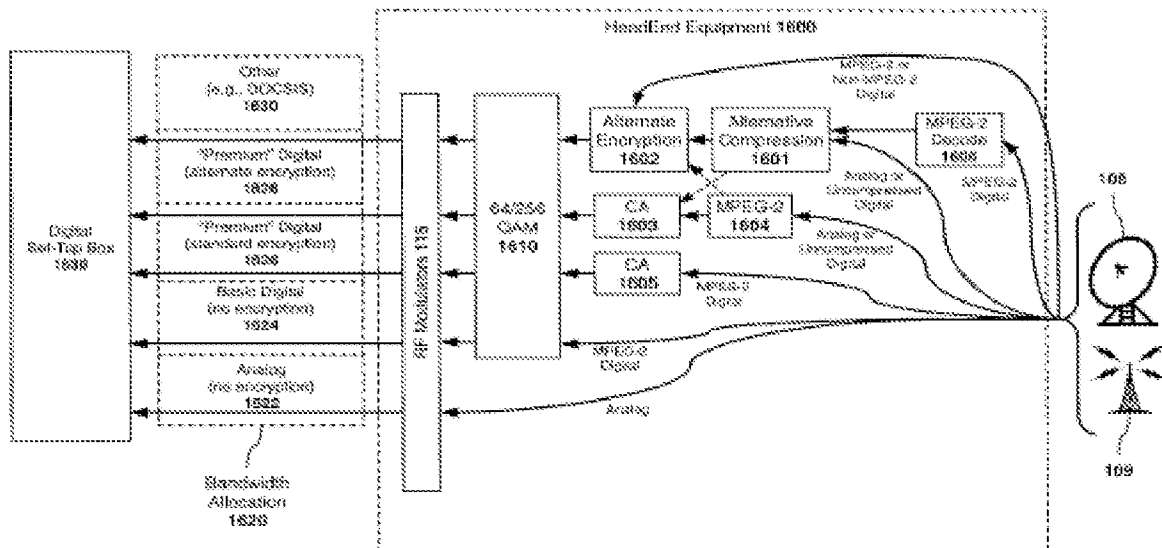 HeadEnd Equipment 1600
Other
(e.g., DOCSIS)
1630
"Premium" Digital
(alternate encryption)
"Premium" Digital
(standard encryption)
Basic Digital
(no encryption)
1624
Analog
(no encryption)
1622
Bandwidth
Allocation
1620
Digital
Set-Top Box
RF Modulators 115
64/256
QAM
1610
Alternate
Encryption
1602
Alternative
Compression
1601
MPEG-2
Decode
CA
1603
MPEG-2
1604
CA
1605
MPEG-2 or
Non-MPEG-2
Digital
Analog or
Uncompressed
Digital
MPEG-2
Digital
Analog or
Uncompressed
Digital
MPEG-2
Digital
MPEG-2
Digital
Analog
108
109